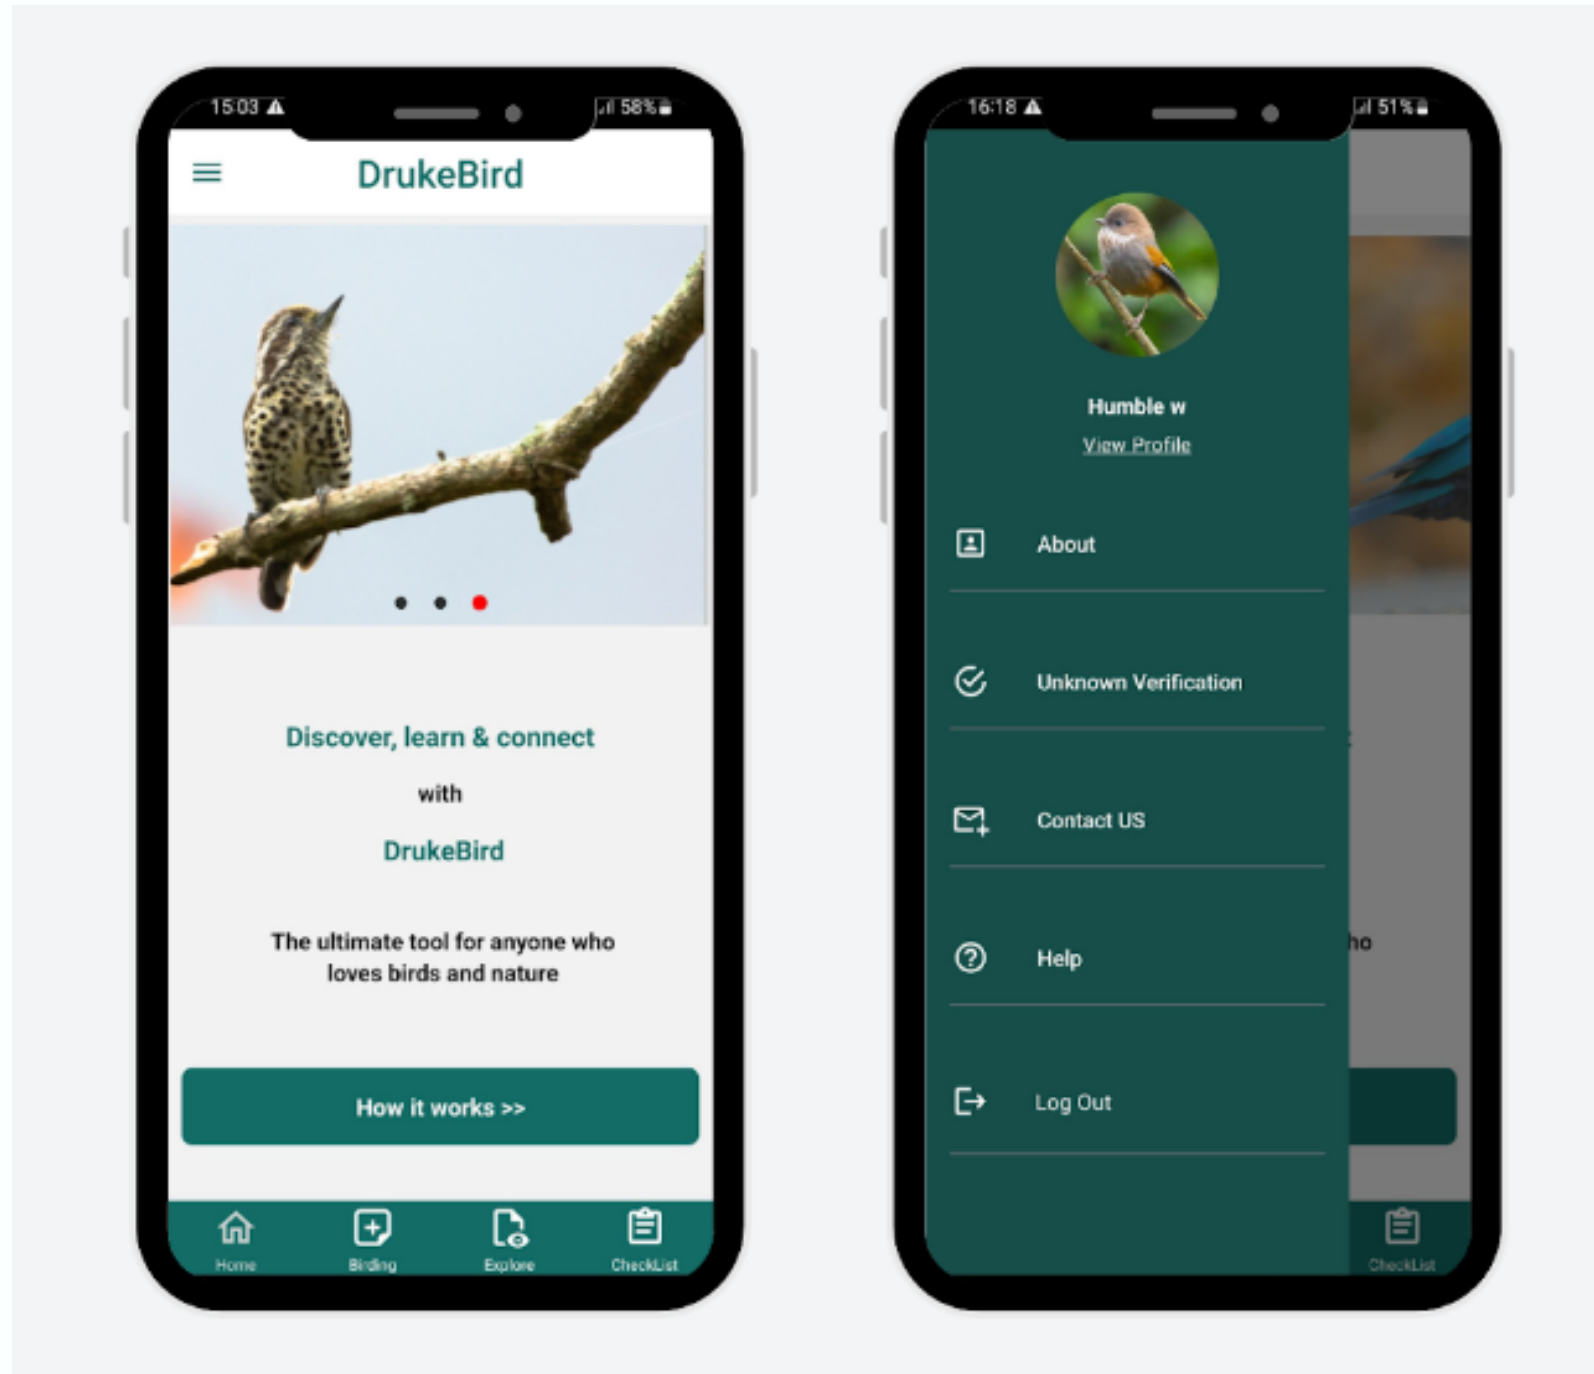 15:03
58%
DrukeBird
Discover, learn & connect
with
DrukeBird
The ultimate tool for anyone who
loves birds and nature
How it works >>
Home
Birding
Explore
CheckList
16:18
51%
Humble w
View Profile
About
Unknown Verification
Contact US
Help
ho
Log Out
CheckList